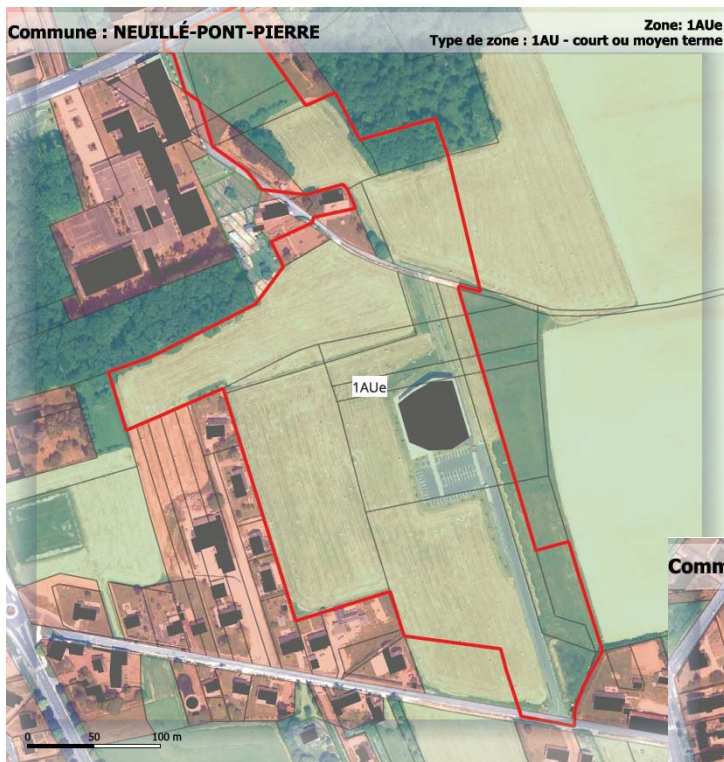 Commune : NEUILLÉ-PONT-PIERRE
Zone: 1AUe
Type de zone : 1AU - court ou moyen terme
1AUe
0 50 100 m
Comm